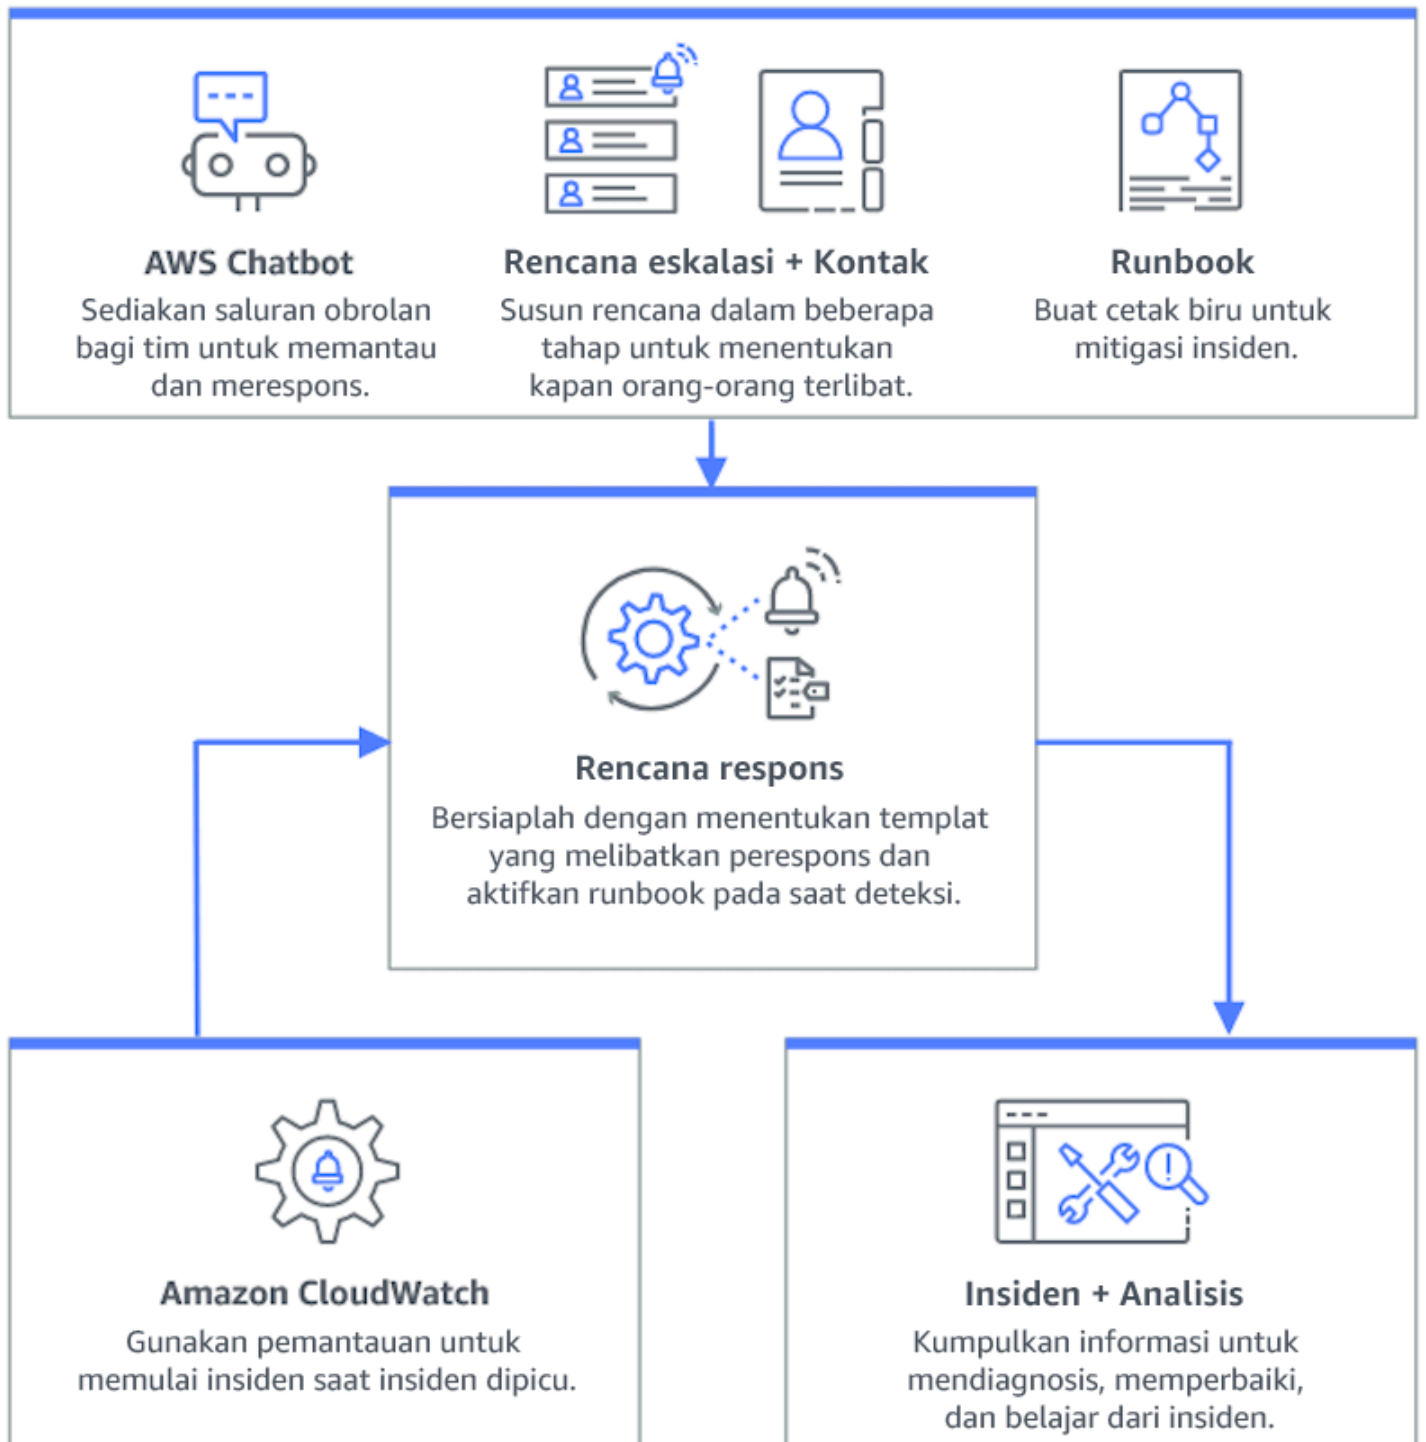 AWS Chatbot
Sediakan saluran obrolan
bagi tim untuk memantau
dan merespons.
Rencana eskalasi + Kontak
Susun rencana dalam beberapa
tahap untuk menentukan
kapan orang-orang terlibat.
Runbook
Buat cetak biru untuk
mitigasi insiden.
Rencana respons
Bersiaplah dengan menentukan templat
yang melibatkan perespons dan
aktifkan runbook pada saat deteksi.
Amazon CloudWatch
Gunakan pemantauan untuk
memulai insiden saat insiden dipicu.
Insiden + Analisis
Kumpulkan informasi untuk
mendiagnosis, memperbaiki,
dan belajar dari insiden.